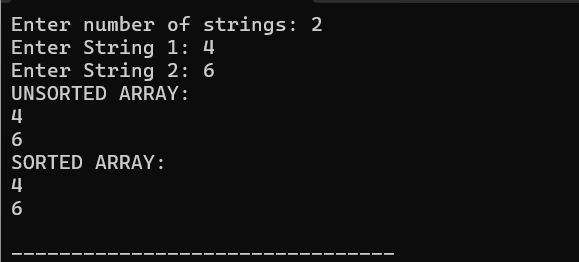 Enter number of strings: 2
Enter String 1: 4
Enter String 2: 6
UNSORTED ARRAY:
4
6
SORTED ARRAY:
4
6
--------------------------------